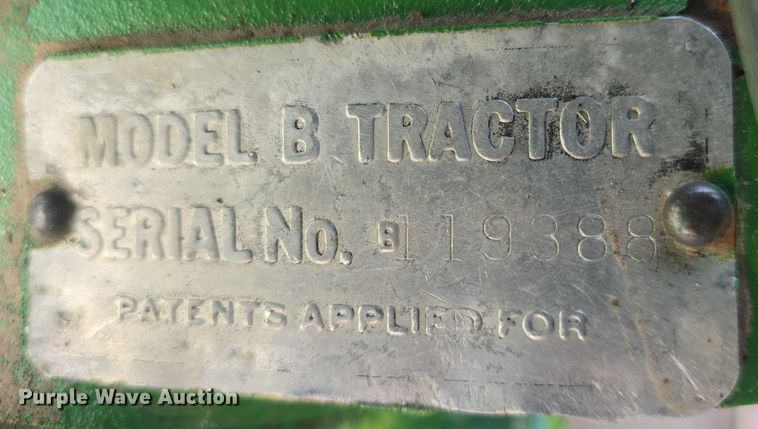 MODEL B TRACTOR
SERIAL NO. B119388
PATENTS APPLIED FOR
Purple Wave Auction